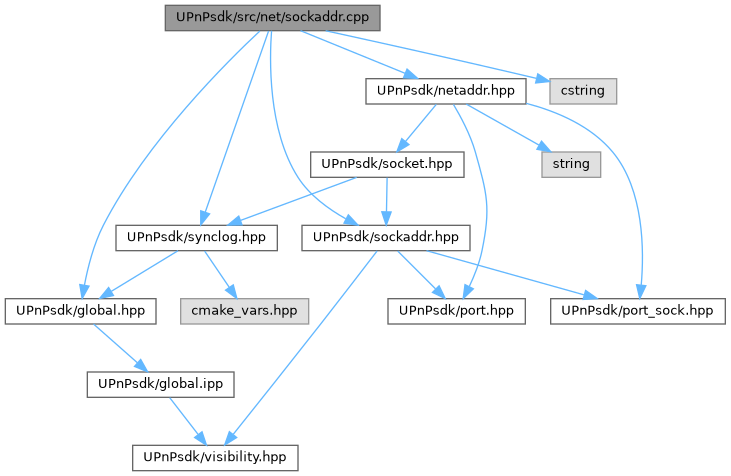 UPnPsdk/src/net/sockaddr.cpp
UPnPsdk/netaddr.hpp
cstring
UPnPsdk/socket.hpp
string
UPnPsdk/synclog.hpp
UPnPsdk/sockaddr.hpp
UPnPsdk/global.hpp
cmake_vars.hpp
UPnPsdk/port.hpp
UPnPsdk/port_sock.hpp
UPnPsdk/global.ipp
UPnPsdk/visibility.hpp